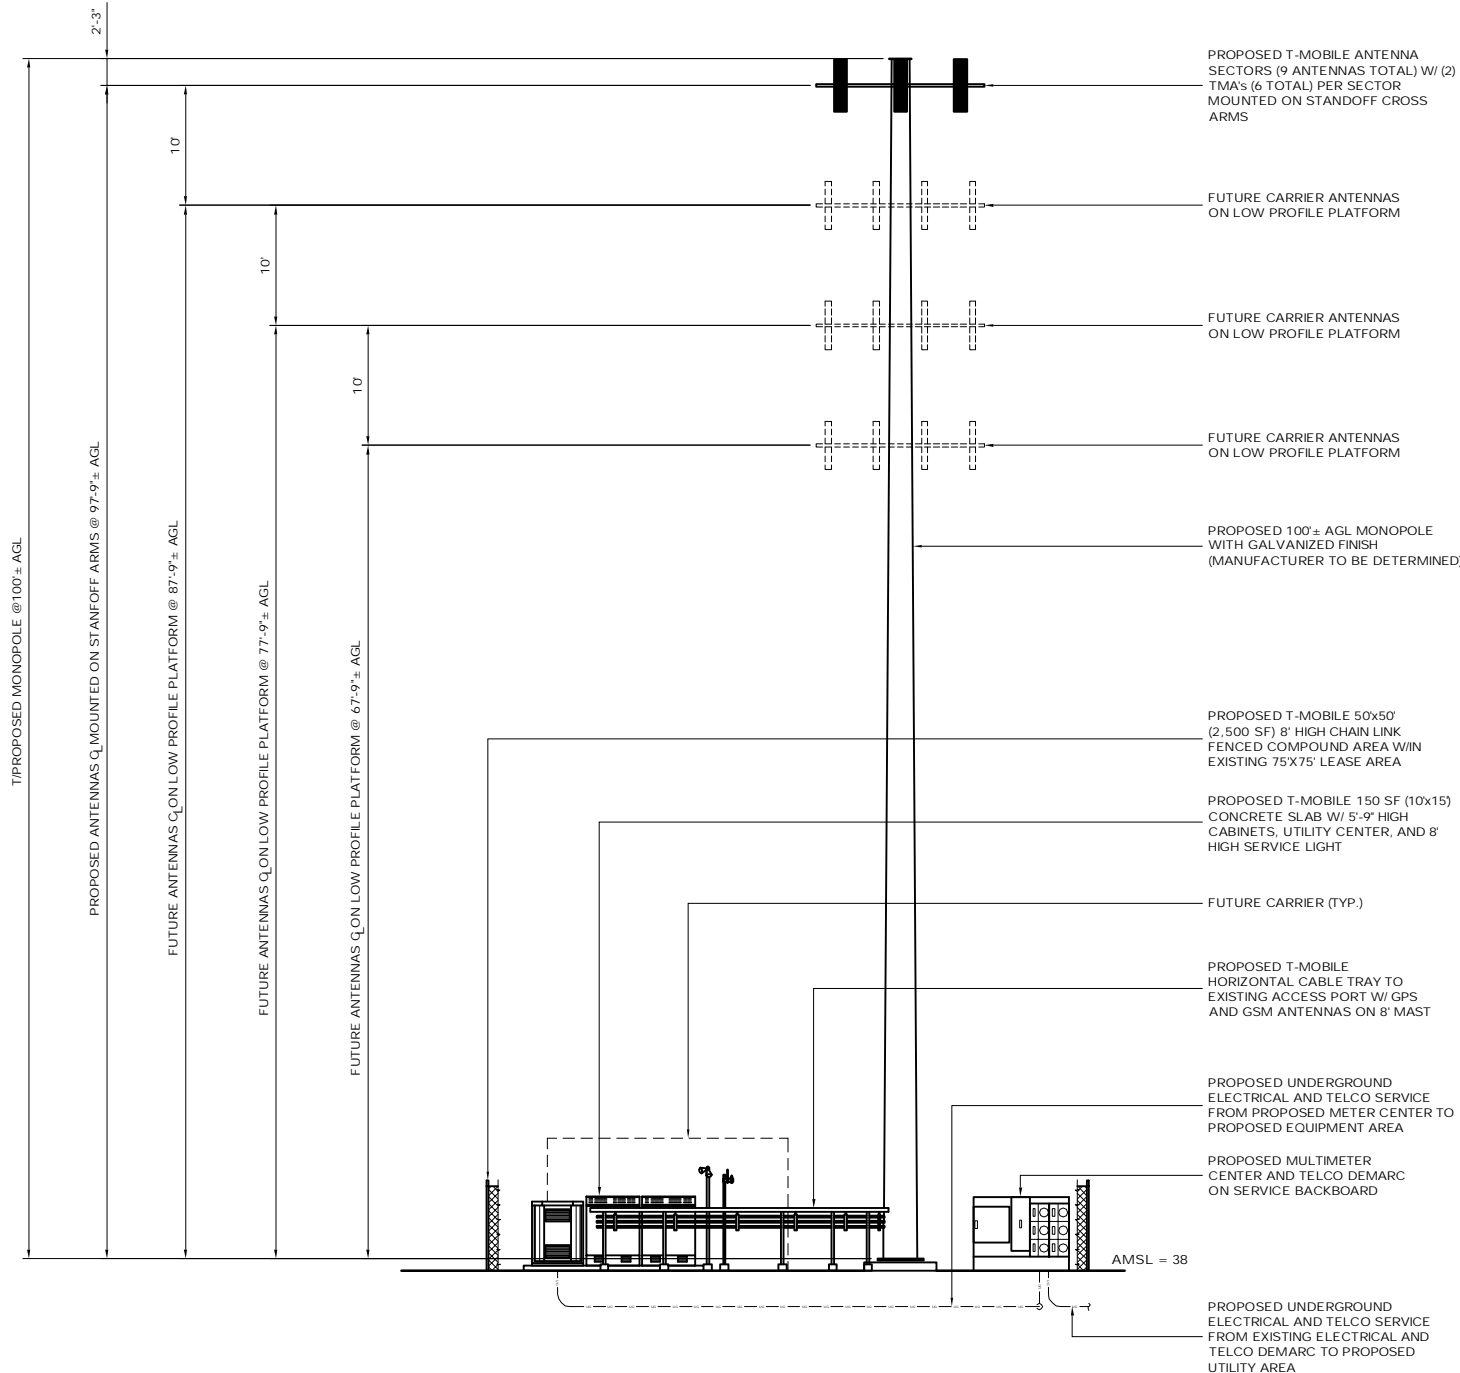 2'-3"
PROPOSED T-MOBILE ANTENNA
SECTORS (9 ANTENNAS TOTAL) W/ (2)
TMA's (6 TOTAL) PER SECTOR
MOUNTED ON STANDOFF CROSS
ARMS
10'
FUTURE CARRIER ANTENNAS
ON LOW PROFILE PLATFORM
10'
FUTURE CARRIER ANTENNAS
ON LOW PROFILE PLATFORM
10'
FUTURE CARRIER ANTENNAS
ON LOW PROFILE PLATFORM
T/PROPOSED MONOPOLE @100'± AGL
PROPOSED ANTENNAS CL MOUNTED ON STANFOFF ARMS @ 97'-9"± AGL
FUTURE ANTENNAS CL ON LOW PROFILE PLATFORM @ 87'-9"± AGL
FUTURE ANTENNAS CL ON LOW PROFILE PLATFORM @ 77'-9"± AGL
FUTURE ANTENNAS CL ON LOW PROFILE PLATFORM @ 67'-9"± AGL
PROPOSED 100'± AGL MONOPOLE
WITH GALVANIZED FINISH
(MANUFACTURER TO BE DETERMINED)
PROPOSED T-MOBILE 50'x50'
(2,500 SF) 8' HIGH CHAIN LINK
FENCED COMPOUND AREA W/IN
EXISTING 75'X75' LEASE AREA
PROPOSED T-MOBILE 150 SF (10'x15')
CONCRETE SLAB W/ 5'-9" HIGH
CABINETS, UTILITY CENTER, AND 8'
HIGH SERVICE LIGHT
FUTURE CARRIER (TYP.)
PROPOSED T-MOBILE
HORIZONTAL CABLE TRAY TO
EXISTING ACCESS PORT W/ GPS
AND GSM ANTENNAS ON 8' MAST
PROPOSED UNDERGROUND
ELECTRICAL AND TELCO SERVICE
FROM PROPOSED METER CENTER TO
PROPOSED EQUIPMENT AREA
PROPOSED MULTIMETER
CENTER AND TELCO DEMARC
ON SERVICE BACKBOARD
AMSL = 38
PROPOSED UNDERGROUND
ELECTRICAL AND TELCO SERVICE
FROM EXISTING ELECTRICAL AND
TELCO DEMARC TO PROPOSED
UTILITY AREA